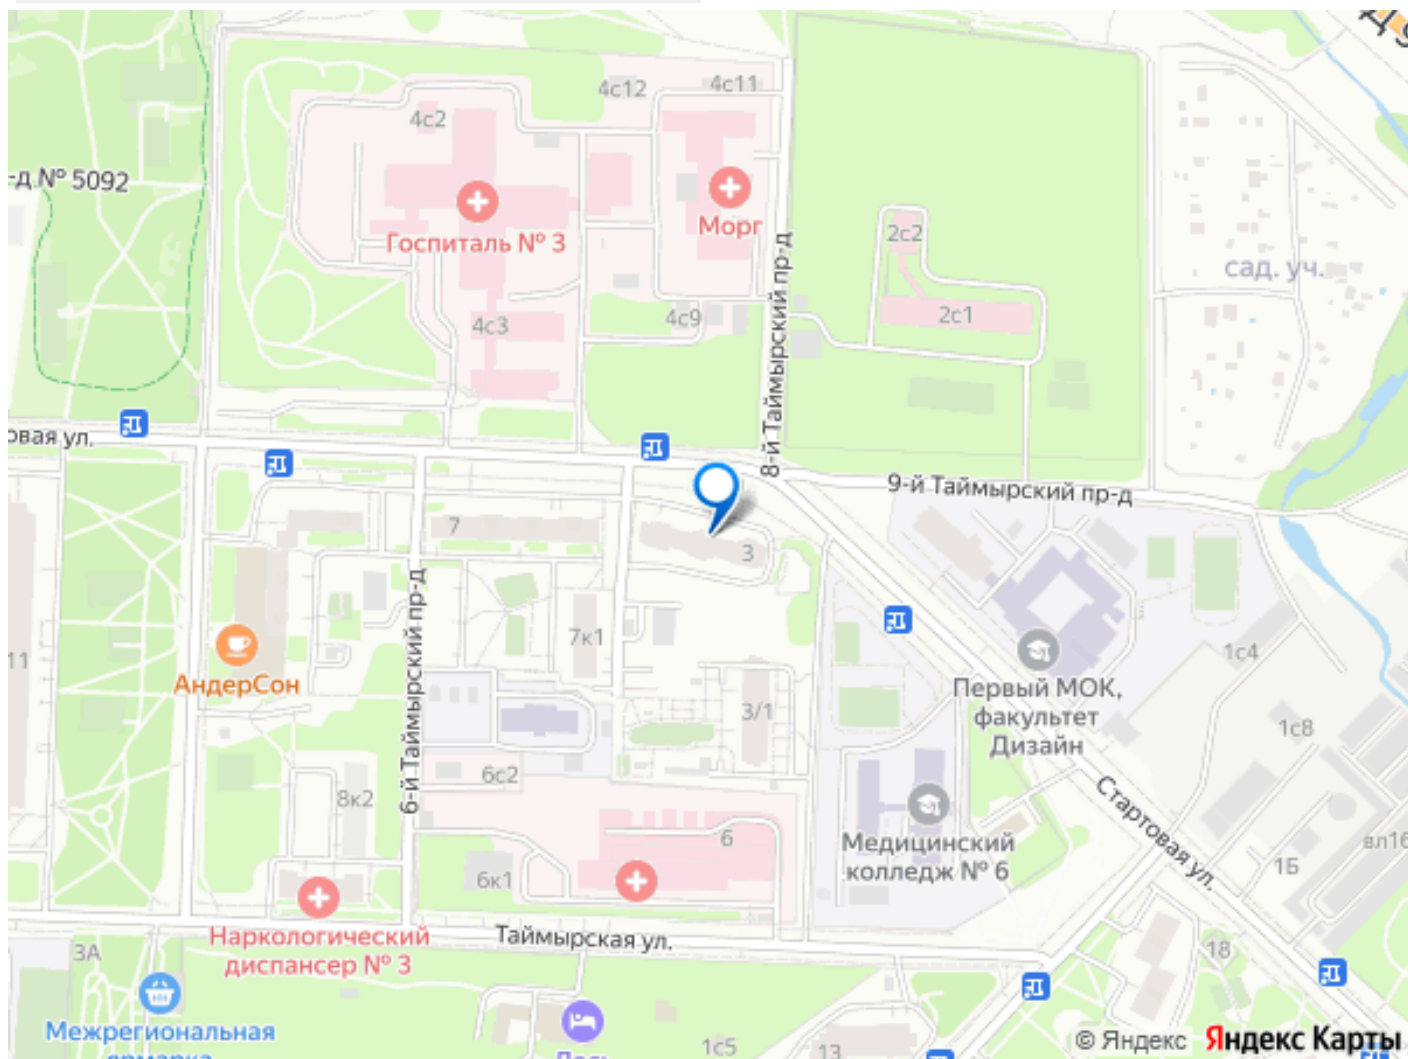 4с12
4с11
4с2
-д № 5092
Госпиталь № 3
Морг
8-й Таймырский пр-д
2с2
сад. уч.
4с3
4с9
2с1
овая ул.
9-й Таймырский пр-д
7
3
6-й Таймырский пр-д
7к1
11
АндерСон
1с4
Первый МОК,
факультет
Дизайн
3/1
1с8
6с2
8к2
Стартовая ул.
6
Медицинский
колледж № 6
вл16
1Б
6к1
Наркологический
диспансер № 3
Таймырская ул.
3А
18
Межрегиональная
ярмарка
1с5
13
© Яндекс
Яндекс Карты